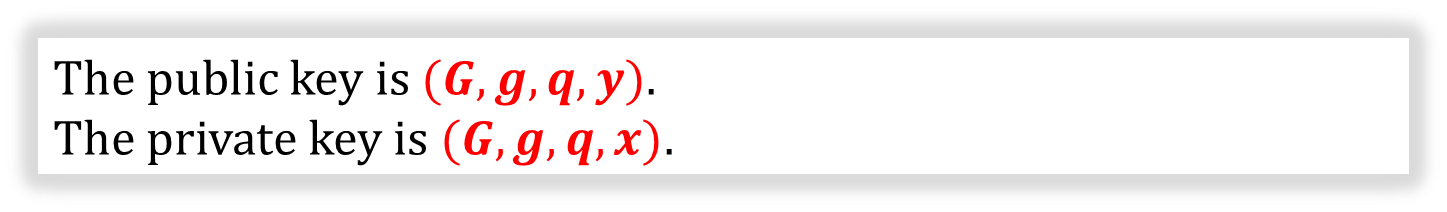 The public key is (G, g, q, y).
The private key is (G, g, q, x).